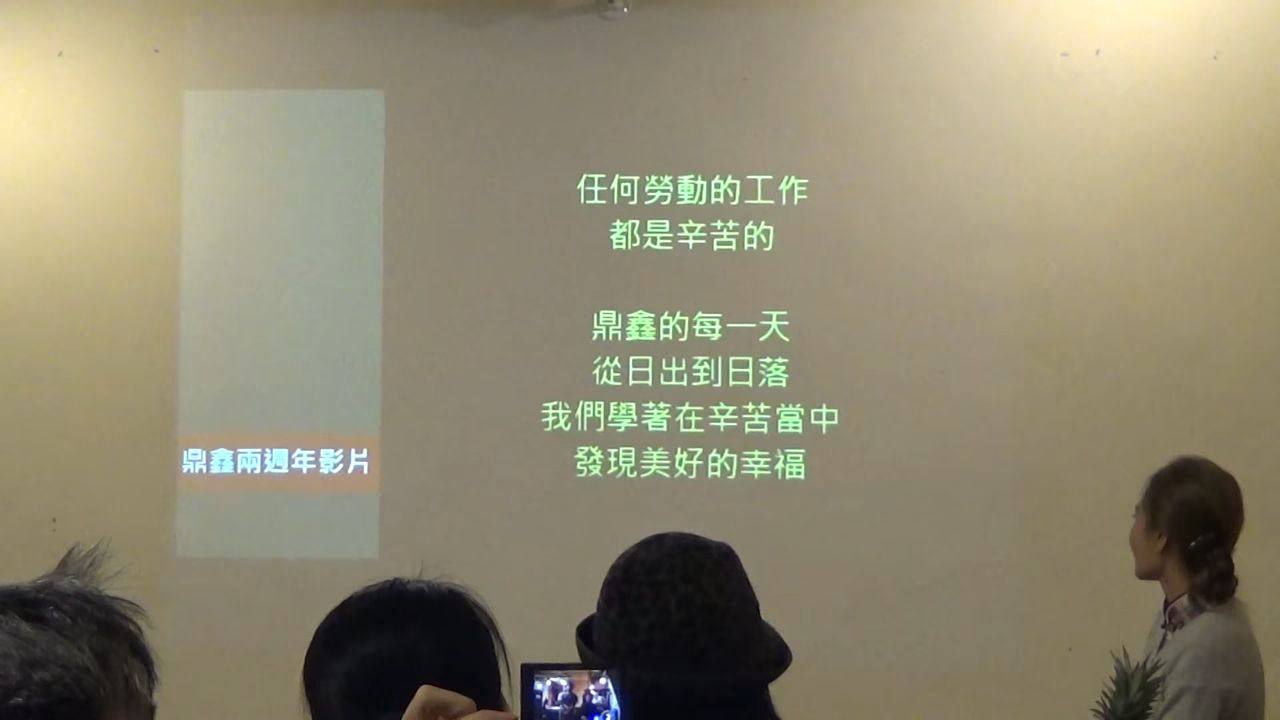 任何勞動的工作
都是辛苦的
鼎鑫的每一天
從日出到日落
我們學著在辛苦當中
發現美好的幸福
鼎鑫兩週年影片